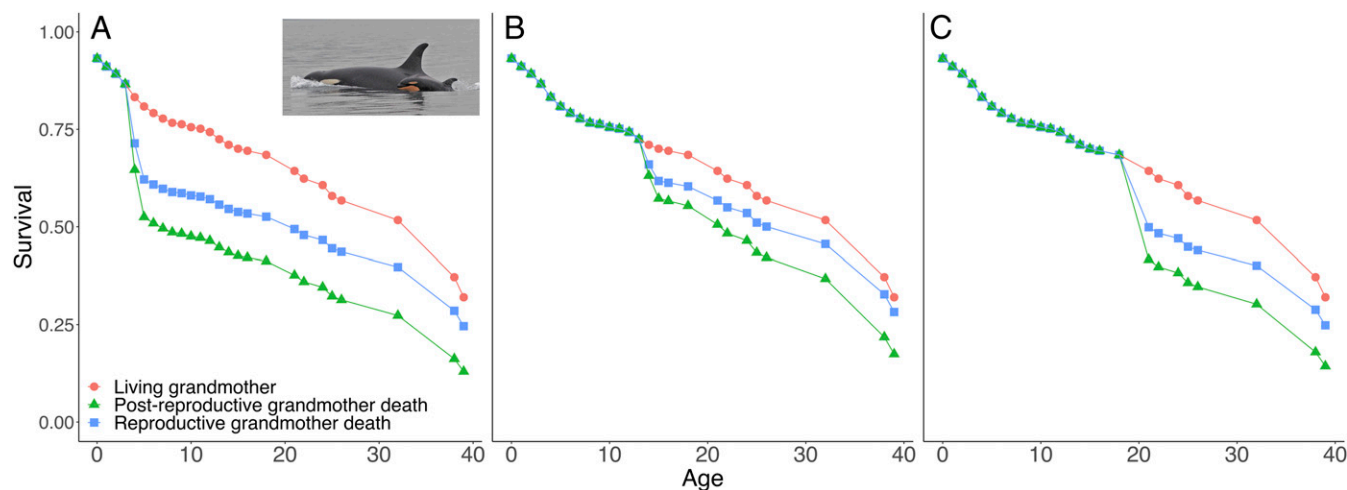 A
B
C
1.00
0.75
0.50
0.25
0.00
Survival
Living grandmother
Post-reproductive grandmother death
Reproductive grandmother death
0 10 20 30 40
0 10 20 30 40
0 10 20 30 40
Age